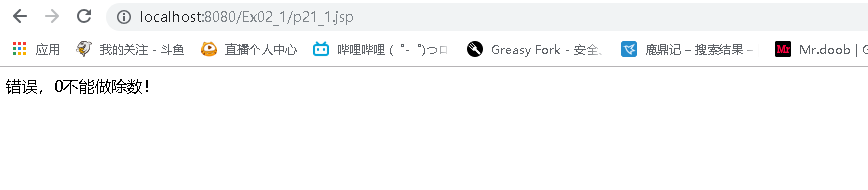 localhost:8080/Ex02_1/p21_1.jsp
应用 我的关注 - 斗鱼 直播个人中心 哔哩哔哩 ( ゜- ゜)つロ Greasy Fork - 安全、 鹿鼎记 – 搜索结果 – Mr.doob | G
错误，0不能做除数！